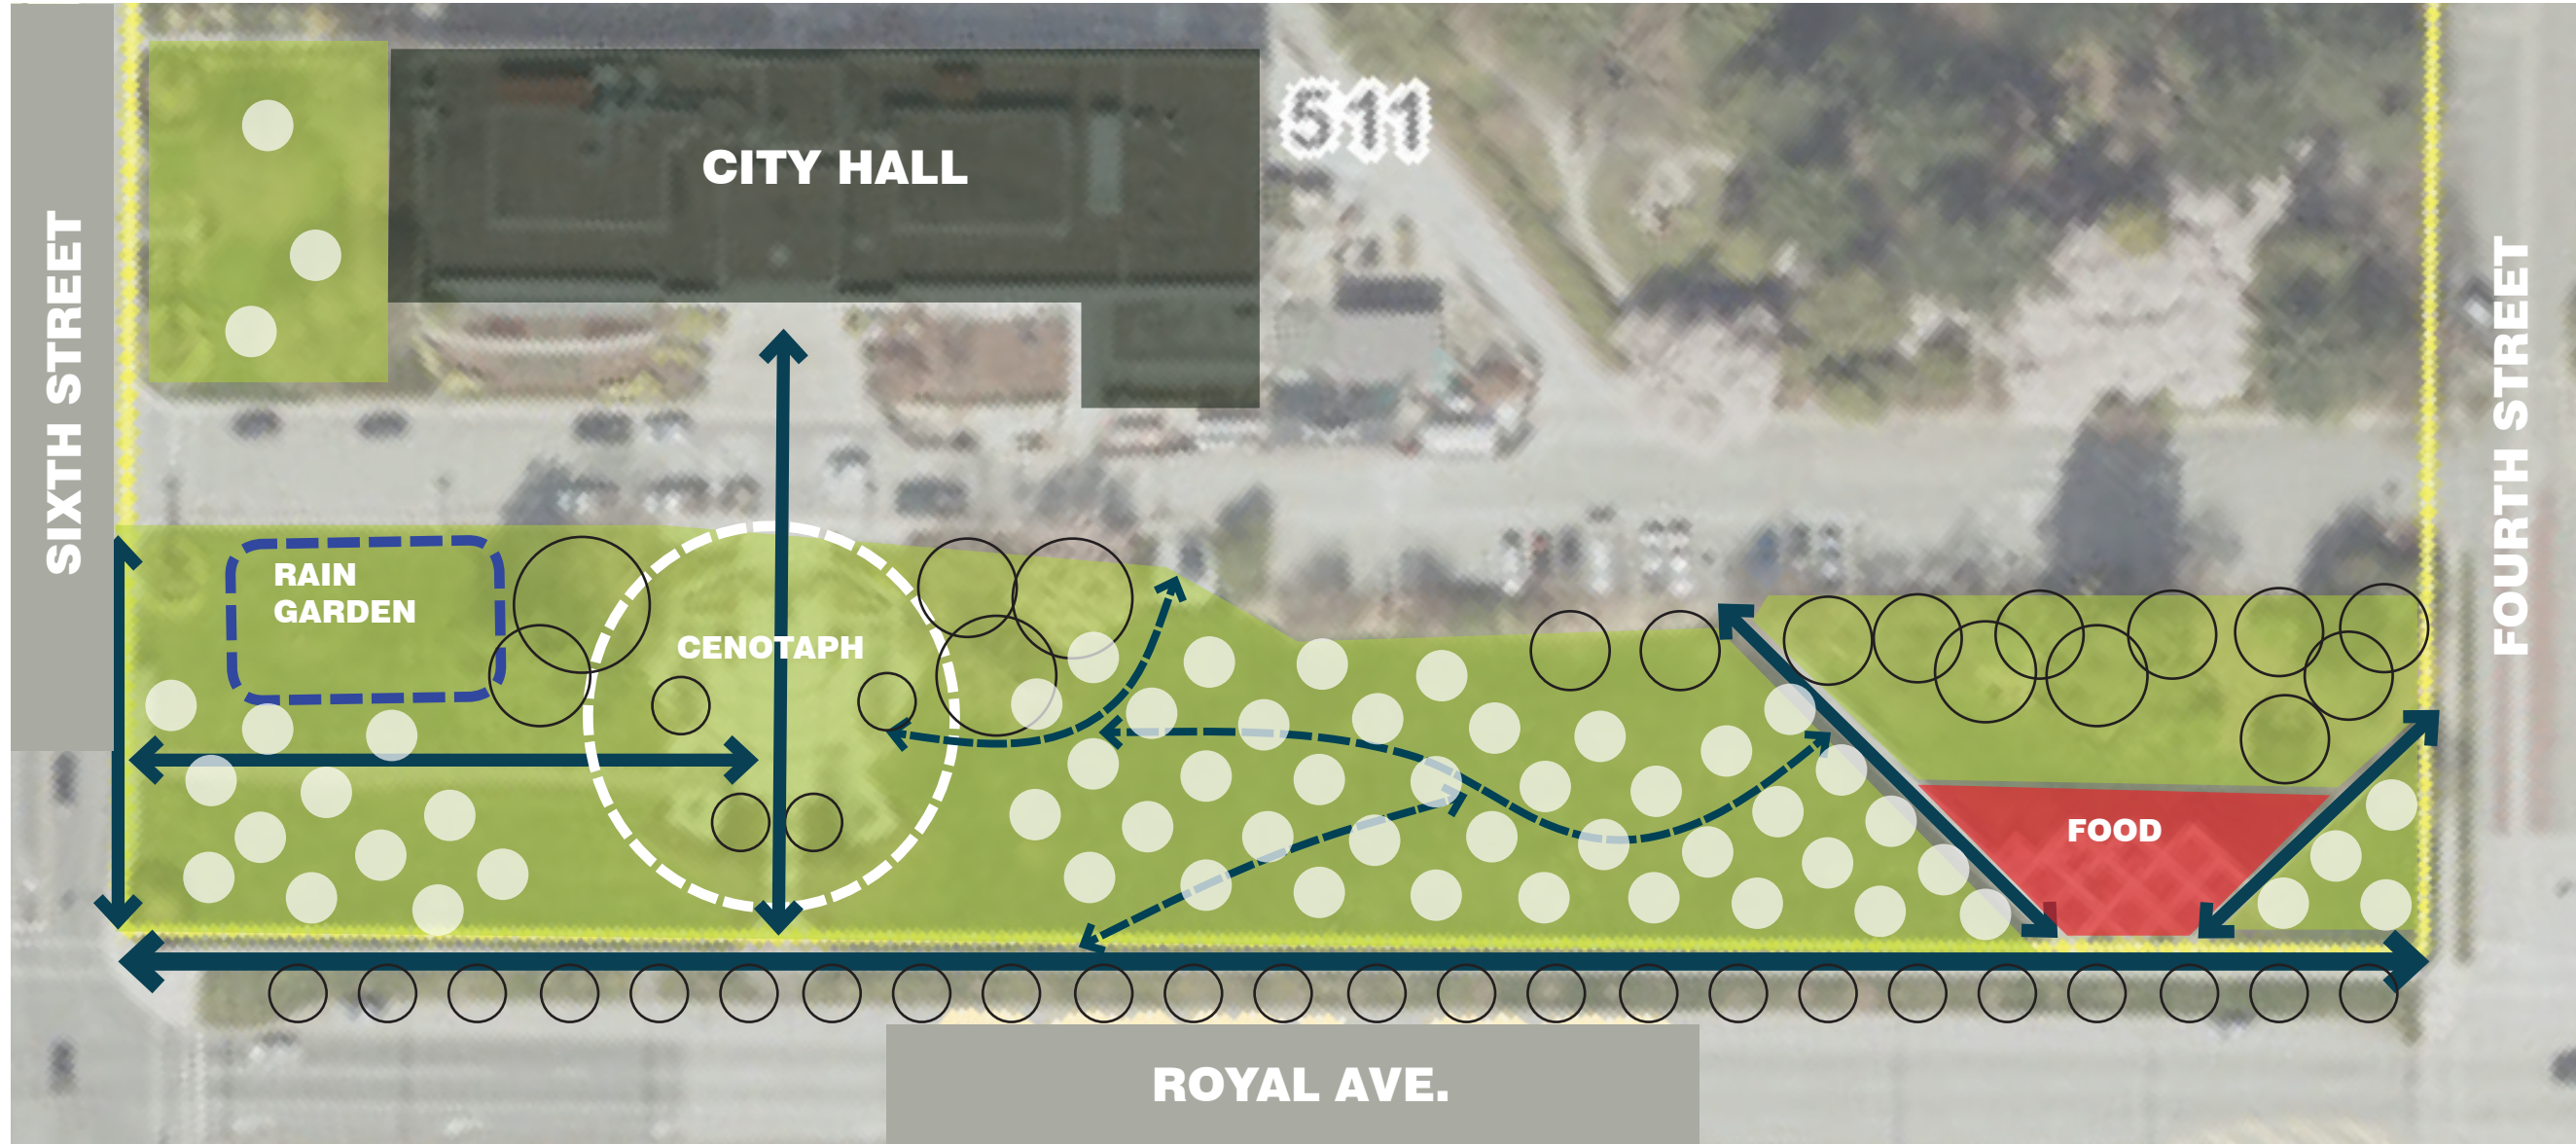 511
CITY HALL
SIXTH STREET
FOURTH STREET
RAIN
GARDEN
CENOTAPH
FOOD
ROYAL AVE.